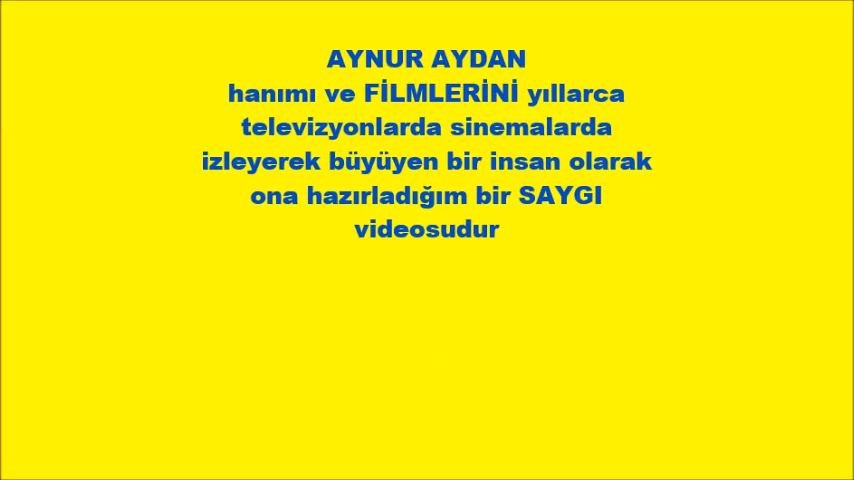 AYNUR AYDAN
hanımı ve FİLMLERİNİ yıllarca
televizyonlarda sinemalarda
izleyerek büyüyen bir insan olarak
ona hazırladığım bir SAYGI
videosudur